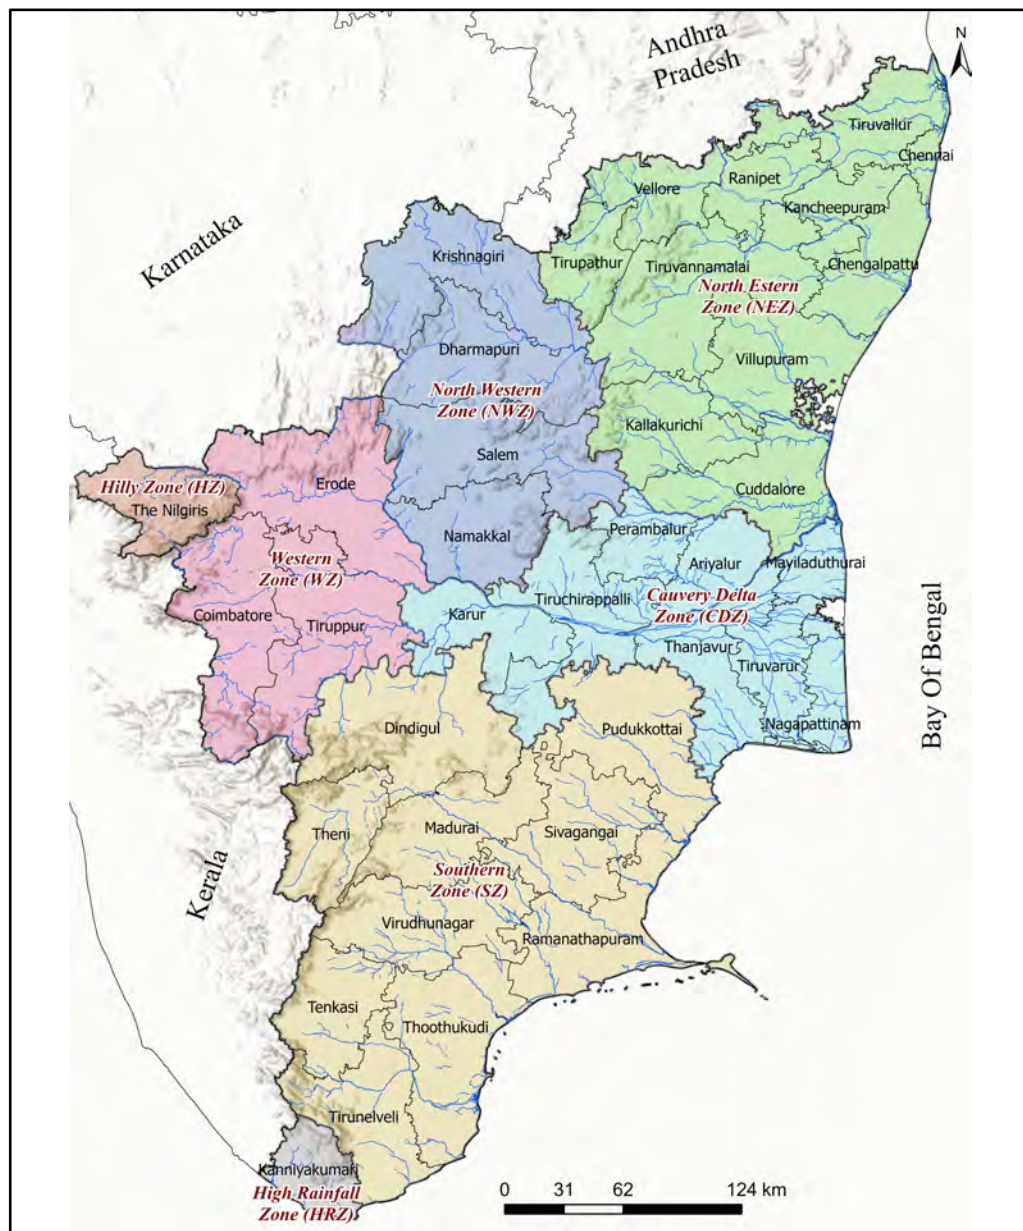 Andhra
Pradesh
N
Tiruvallur
Chennai
Ranipet
Vellore
Kancheepuram
Karnataka
Krishnagiri
Tirupathur
Tiruvannamalai
Chengalpattu
North Estern
Zone (NEZ)
Dharmapuri
Villupuram
North Western
Zone (NWZ)
Kallakurichi
Salem
Hilly Zone (HZ)
The Nilgiris
Erode
Cuddalore
Namakkal
Perambalur
Western
Zone (WZ)
Ariyalur
Mayiladuthurai
Coimbatore
Tiruppur
Karur
Tiruchirappalli
Cauvery Delta
Zone (CDZ)
Thanjavur
Tiruvarur
Bay Of Bengal
Dindigul
Pudukkottai
Nagapattinam
Theni
Madurai
Sivagangai
Kerala
Southern
Zone (SZ)
Virudhunagar
Ramanathapuram
Tenkasi
Thoothukudi
Tirunelveli
Kanniyakumari
High Rainfall
Zone (HRZ)
0 31 62 124 km